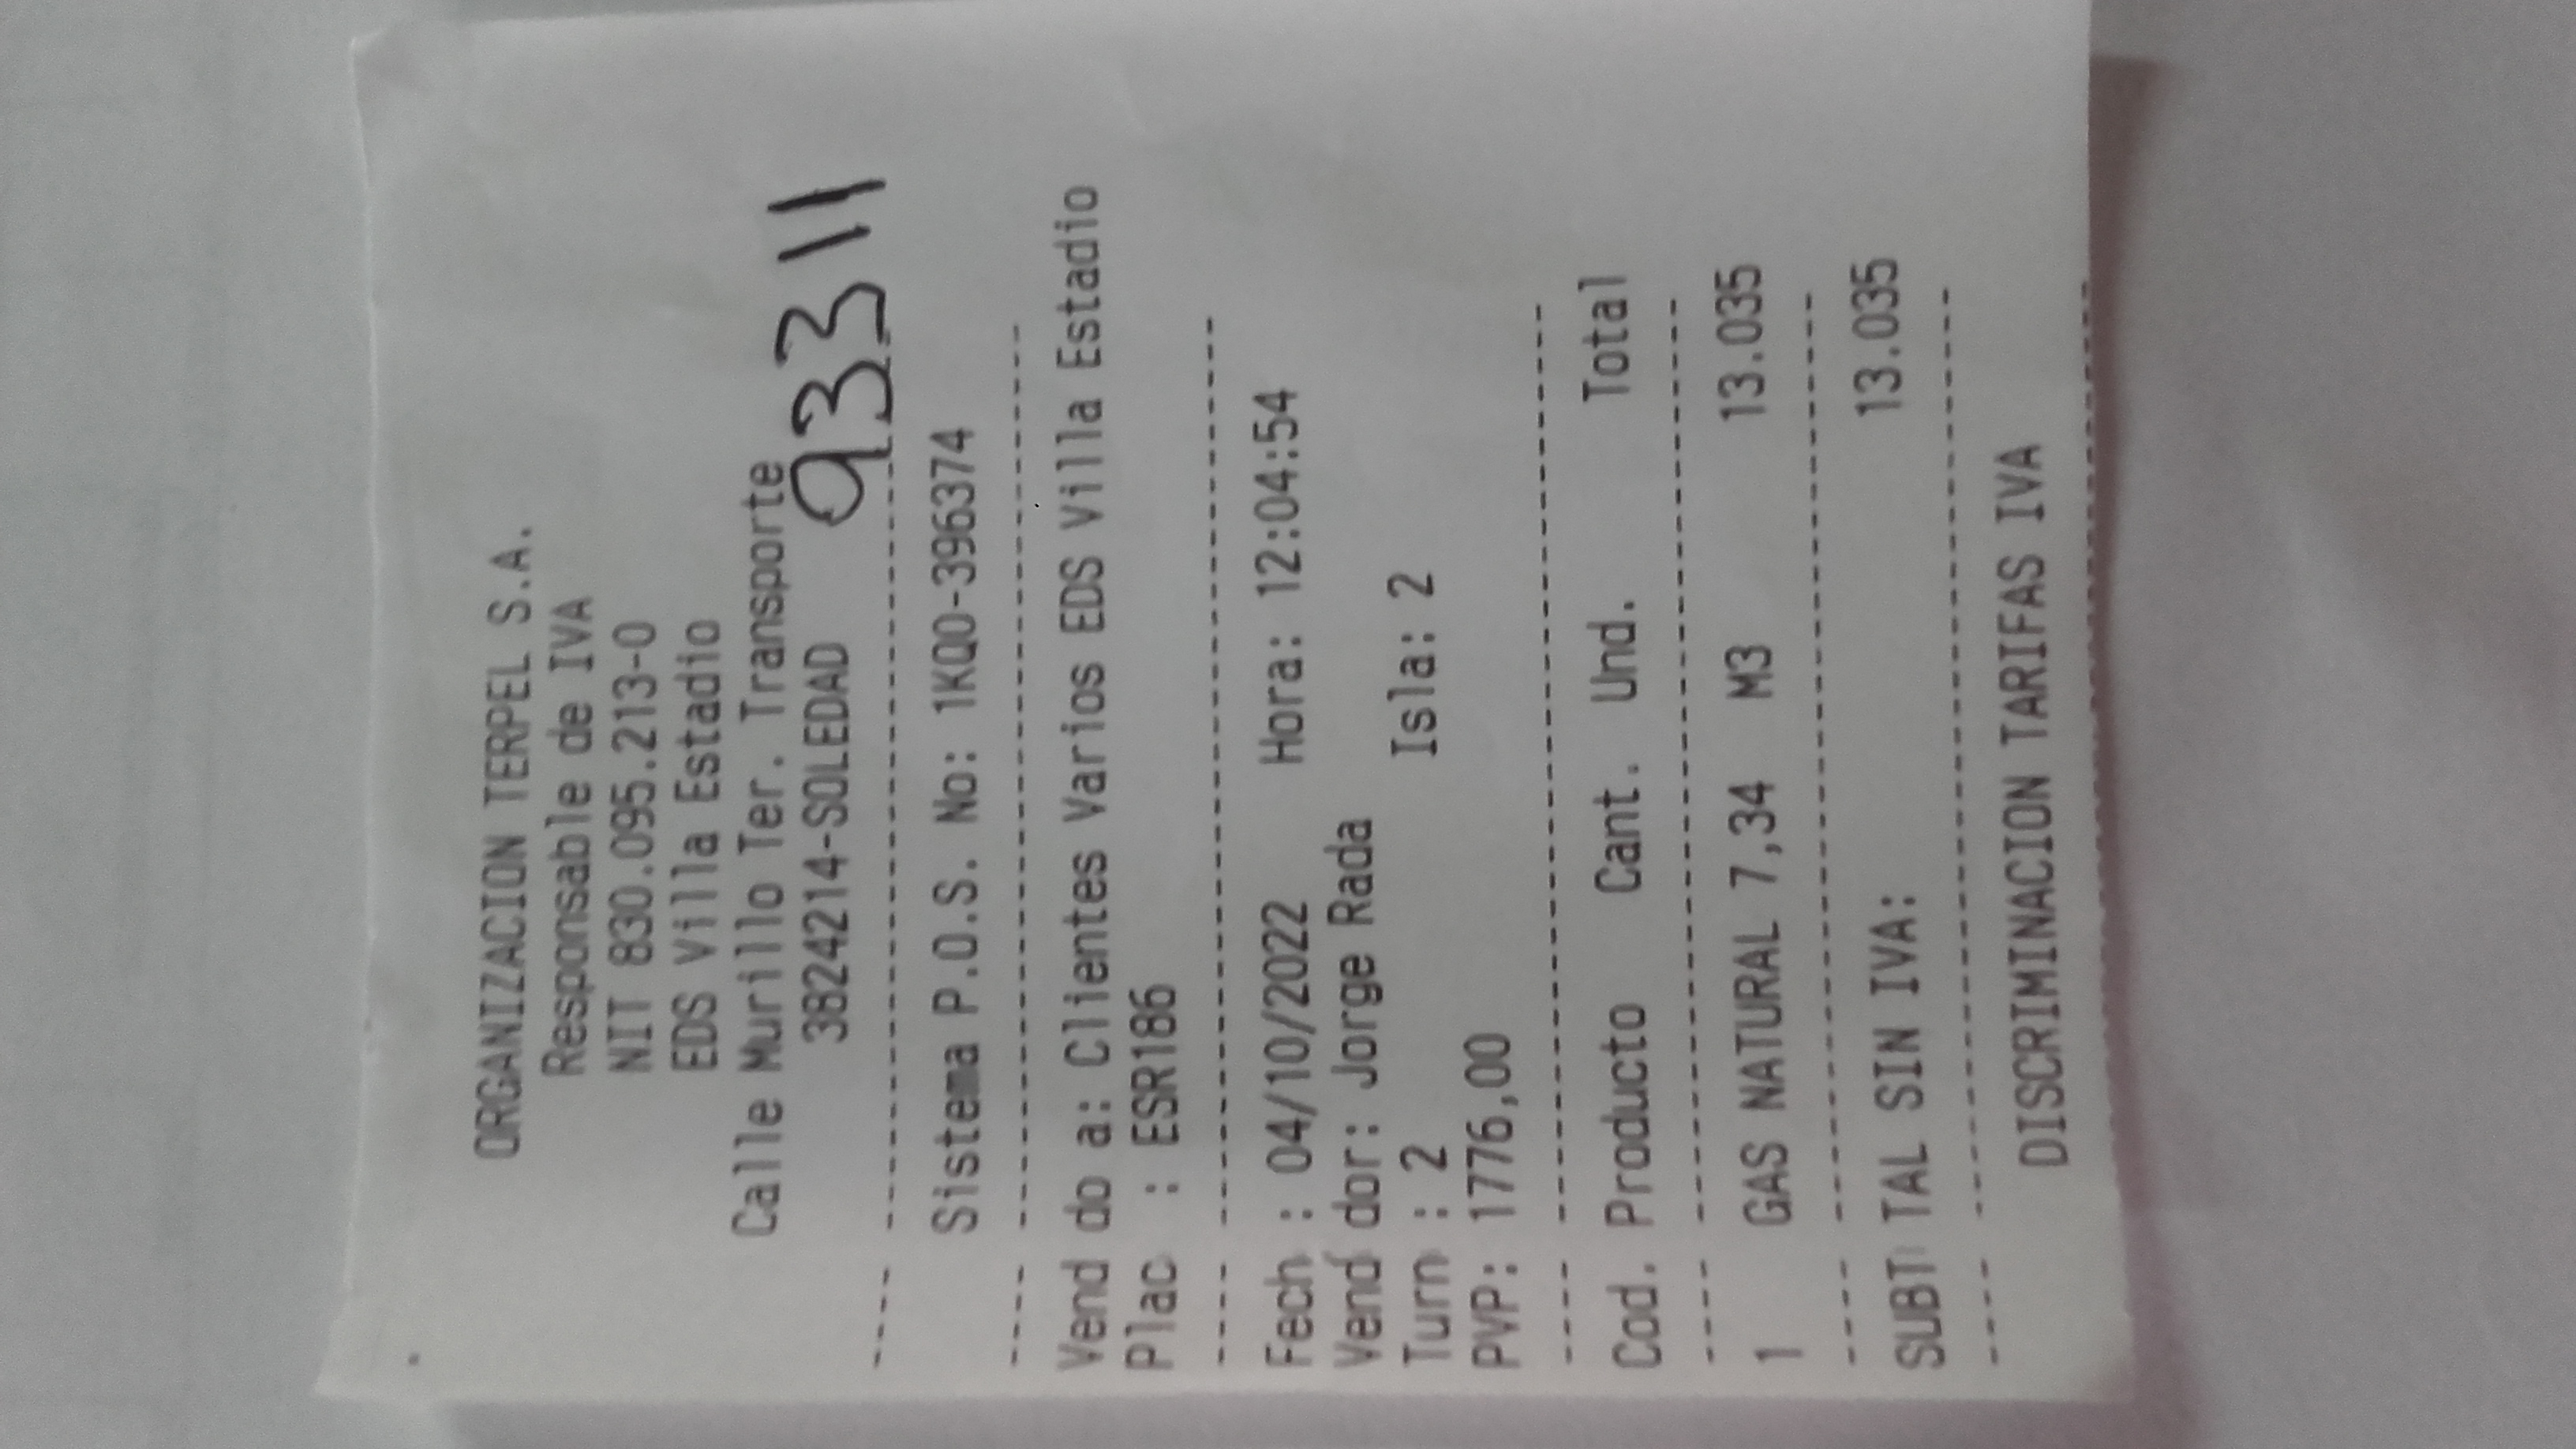 ORGANIZACION TERPEL S.A.
Responsable de IVA
NIT 830.095.213-0
EDS Villa Estadio
Calle Murillo Ter. Transporte
3824214-SOLEDAD
93311
Sistema P.O.S. No: 1KQ0-396374
Vend do a: Clientes Varios EDS Villa Estadio
Plac : ESR186
Fech : 04/10/2022 Hora: 12:04:54
Vend dor: Jorge Rada
Turn : 2 Isla: 2
PVP: 1776,00
Cod. Producto Cant. Und. Total
1 GAS NATURAL 7,34 M3 13.035
SUBT TAL SIN IVA: 13.035
DISCRIMINACION TARIFAS IVA